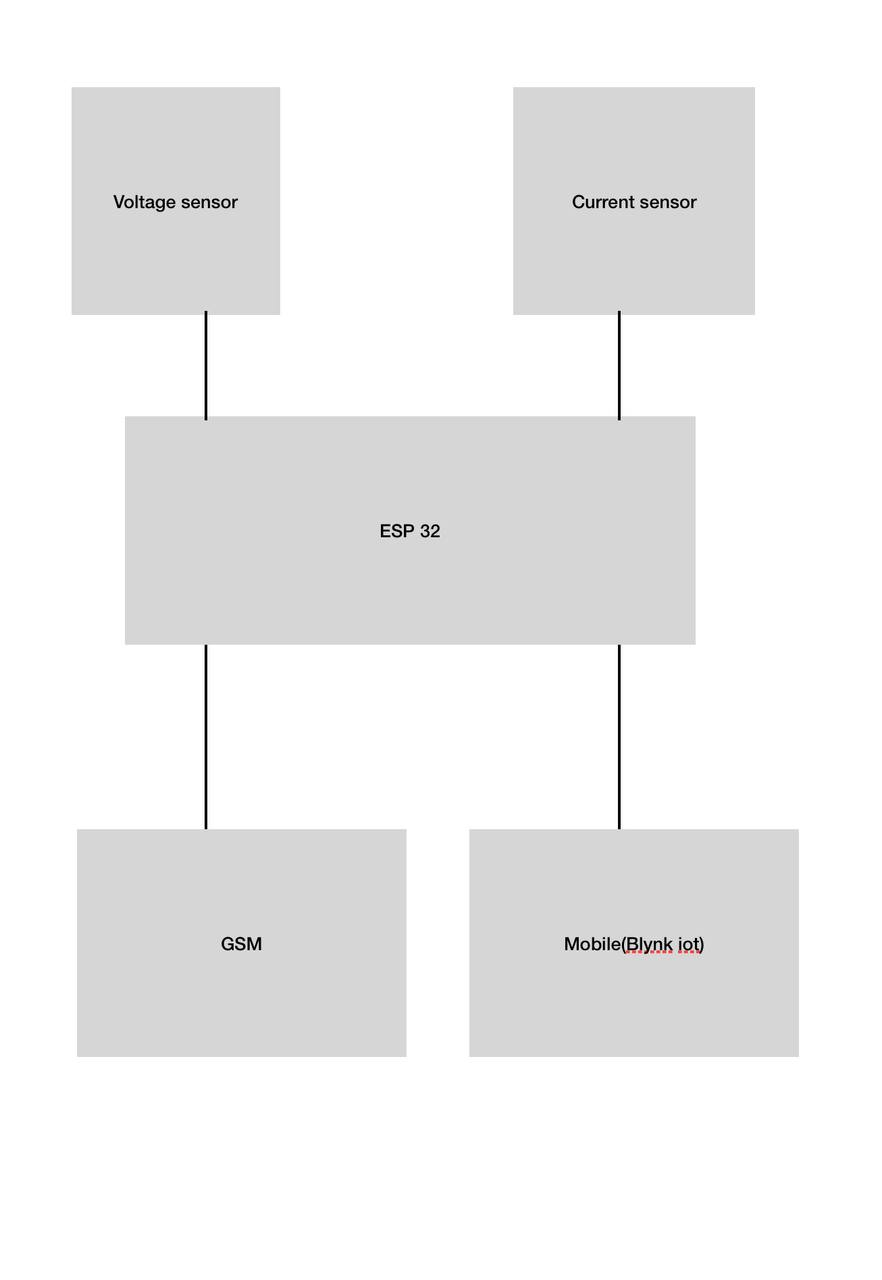 Voltage sensor
Current sensor
ESP 32
GSM
Mobile(Blynk iot)